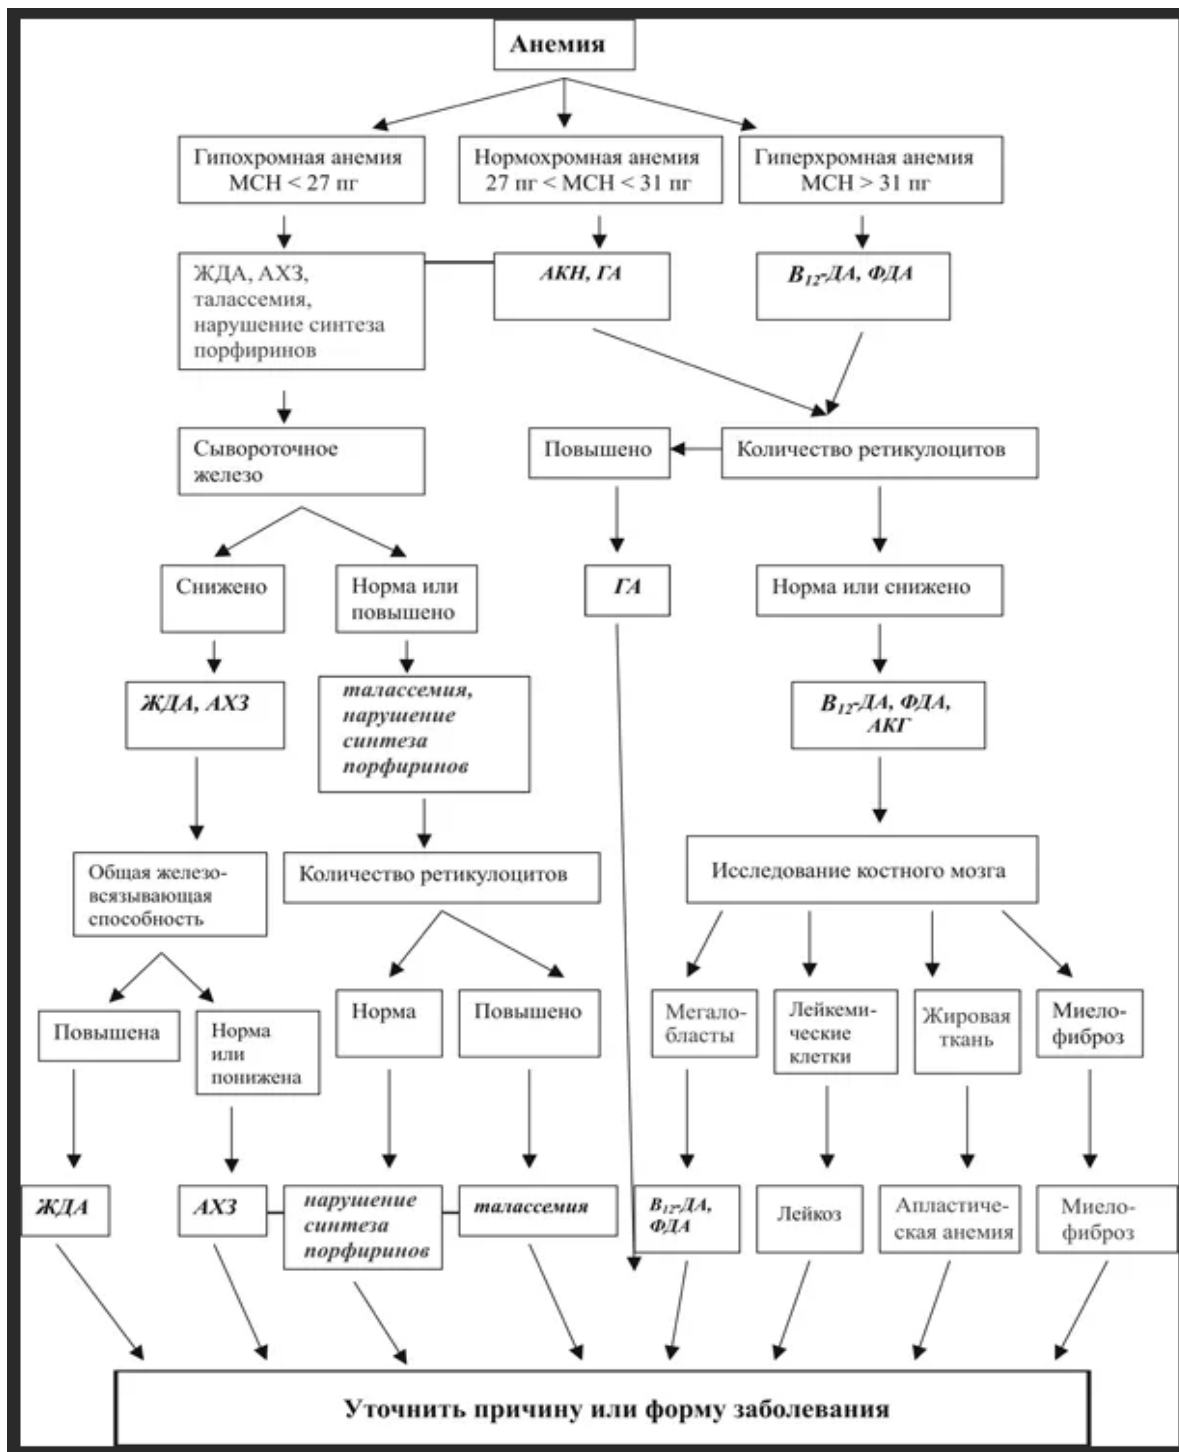 Анемия
Гипохромная анемия
МСН < 27 пг
Нормохромная анемия
27 пг < МСН < 31 пг
Гиперхромная анемия
МСН > 31 пг
ЖДА, АХЗ,
талассемия,
нарушение синтеза
порфиринов
АКН, ГА
В12-ДА, ФДА
Сывороточное
железо
Повышено
Количество ретикулоцитов
Снижено
Норма или
повышено
ГА
Норма или снижено
ЖДА, АХЗ
талассемия,
нарушение
синтеза
порфиринов
В12-ДА, ФДА,
АКГ
Общая железо-
всязывающая
способность
Количество ретикулоцитов
Исследование костного мозга
Повышена
Норма
или
понижена
Норма
Повышено
Мегало-
бласты
Лейкеми-
ческие
клетки
Жировая
ткань
Миело-
фиброз
ЖДА
АХЗ
нарушение
синтеза
порфиринов
талассемия
В12-ДА,
ФДА
Лейкоз
Апластиче-
ская анемия
Миело-
фиброз
Уточнить причину или форму заболевания